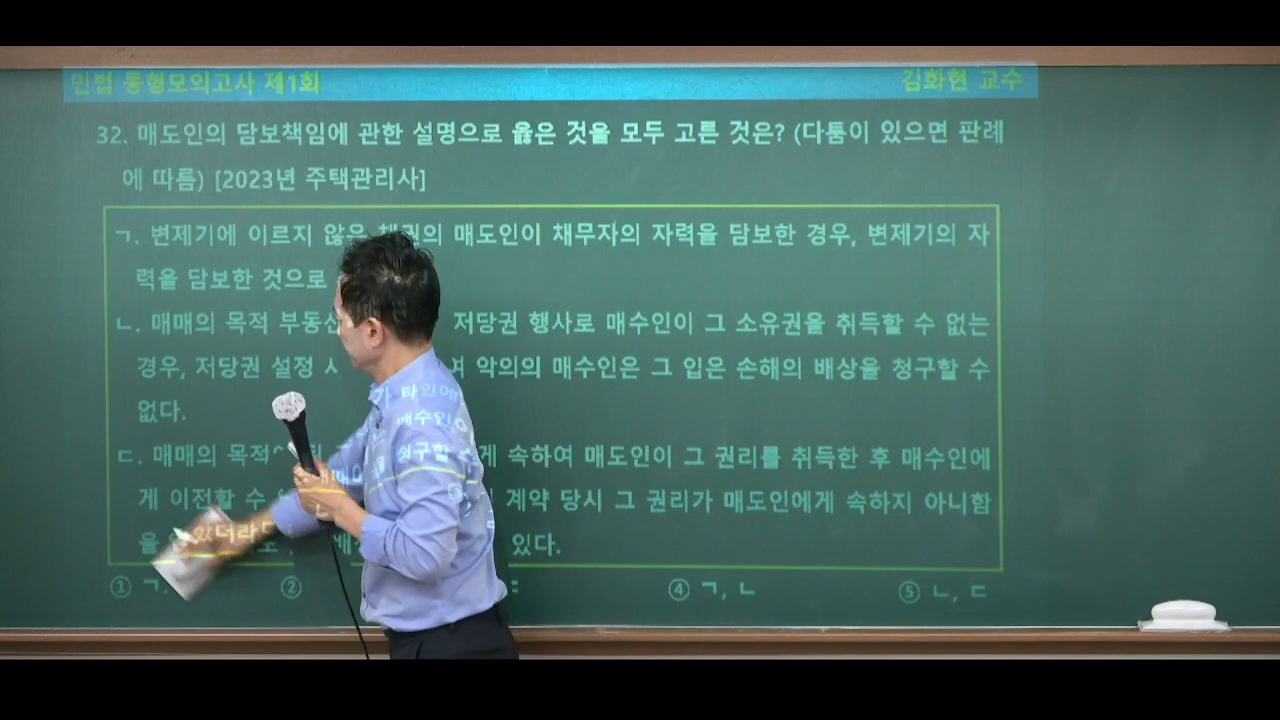 민법 동형모의고사 제1회
김화현 교수
32. 매도인의 담보책임에 관한 설명으로 옳은 것을 모두 고른 것은? (다툼이 있으면 판례
에 따름) [2023년 주택관리사]
ㄱ. 변제기에 이르지 않은 채권의 매도인이 채무자의 자력을 담보한 경우, 변제기의 자
력을 담보한 것으로
ㄴ. 매매의 목적 부동산 저당권 행사로 매수인이 그 소유권을 취득할 수 없는
경우, 저당권 설정 시 악의의 매수인은 그 입은 손해의 배상을 청구할 수
없다.
ㄷ. 매매의 목적이 속하여 매도인이 그 권리를 취득한 후 매수인에
게 이전할 수 계약 당시 그 권리가 매도인에게 속하지 아니함
을 있다.
① ㄱ ② ④ ㄱ, ㄴ ⑤ ㄴ, ㄷ